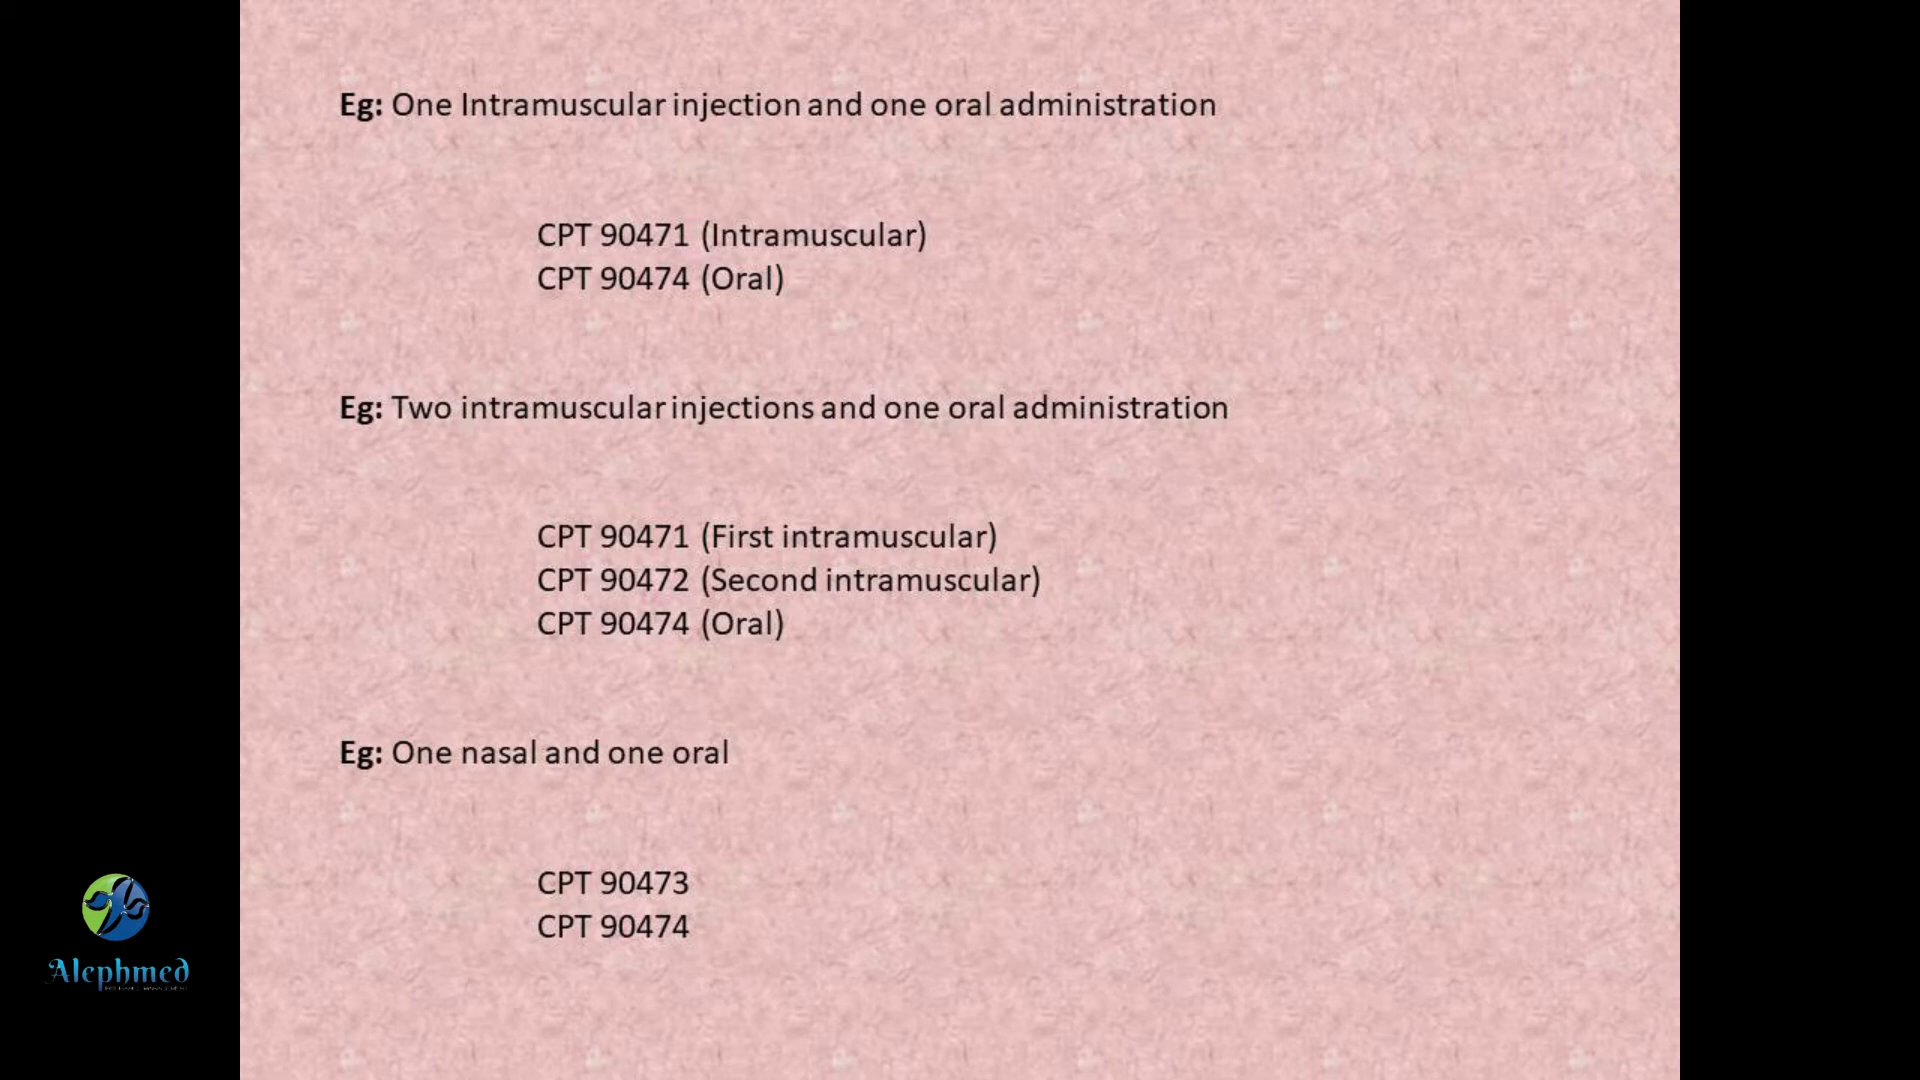 Eg: One Intramuscular injection and one oral administration
CPT 90471 (Intramuscular)
CPT 90474 (Oral)
Eg: Two intramuscular injections and one oral administration
CPT 90471 (First intramuscular)
CPT 90472 (Second intramuscular)
CPT 90474 (Oral)
Eg: One nasal and one oral
CPT 90473
CPT 90474
Alephmed